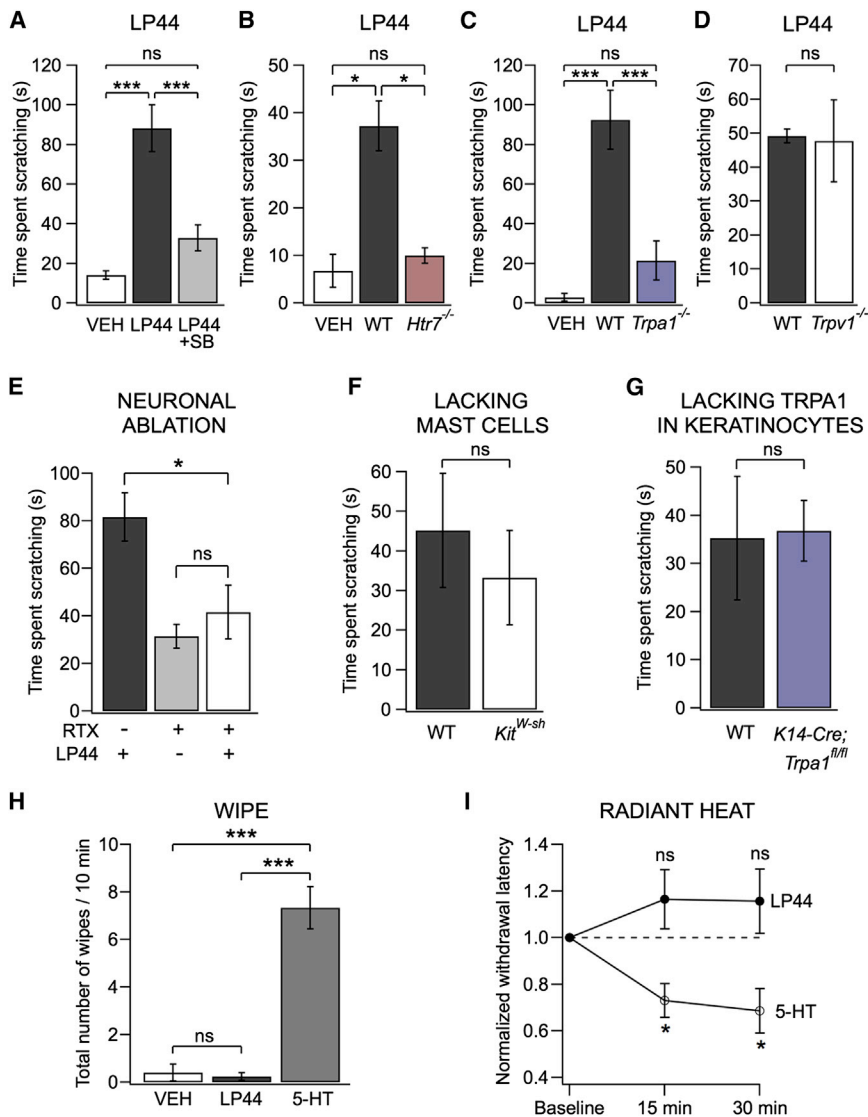 A
LP44
Time spent scratching (s)
120
100
80
60
40
20
0
ns
*** ***
VEH LP44 LP44
+SB
B
LP44
Time spent scratching (s)
50
40
30
20
10
0
ns
* *
VEH WT Htr7-/-
C
LP44
Time spent scratching (s)
120
100
80
60
40
20
0
ns
*** ***
VEH WT Trpa1-/-
D
LP44
Time spent scratching (s)
70
60
50
40
30
20
10
0
ns
WT Trpv1-/-
E
NEURONAL
ABLATION
Time spent scratching (s)
100
80
60
40
20
0
*
ns
RTX - + +
LP44 + - +
F
LACKING
MAST CELLS
Time spent scratching (s)
60
50
40
30
20
10
0
ns
WT KitW-sh
G
LACKING TRPA1
IN KERATINOCYTES
Time spent scratching (s)
50
40
30
20
10
0
ns
WT K14-Cre;
Trpa1fl/fl
H
WIPE
Total number of wipes / 10 min
10
8
6
4
2
0
***
***
ns
VEH LP44 5-HT
I
RADIANT HEAT
Normalized withdrawal latency
1.4
1.2
1.0
0.8
0.6
0.4
ns ns
LP44
5-HT
* *
Baseline 15 min 30 min